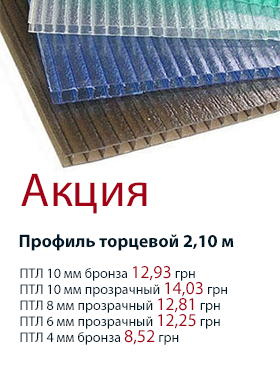 Акция
Профиль торцевой 2,10 м
ПТЛ 10 мм бронза 12,93 грн
ПТЛ 10 мм прозрачный 14,03 грн
ПТЛ 8 мм прозрачный 12,81 грн
ПТЛ 6 мм прозрачный 12,25 грн
ПТЛ 4 мм бронза 8,52 грн